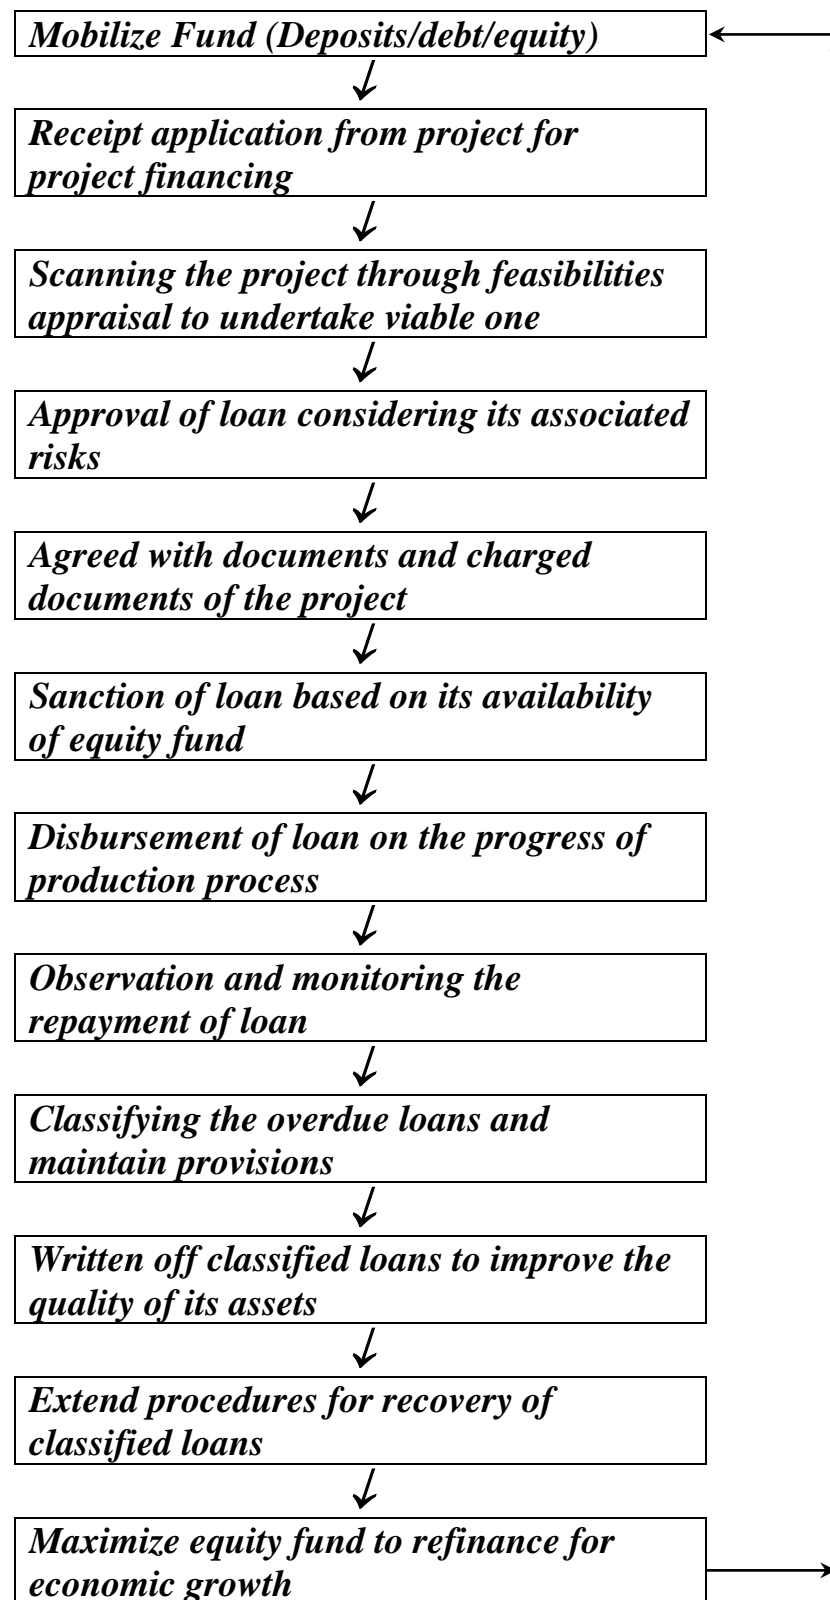 Mobilize Fund (Deposits/debt/equity)
Receipt application from project for
project financing
Scanning the project through feasibilities
appraisal to undertake viable one
Approval of loan considering its associated
risks
Agreed with documents and charged
documents of the project
Sanction of loan based on its availability
of equity fund
Disbursement of loan on the progress of
production process
Observation and monitoring the
repayment of loan
Classifying the overdue loans and
maintain provisions
Written off classified loans to improve the
quality of its assets
Extend procedures for recovery of
classified loans
Maximize equity fund to refinance for
economic growth